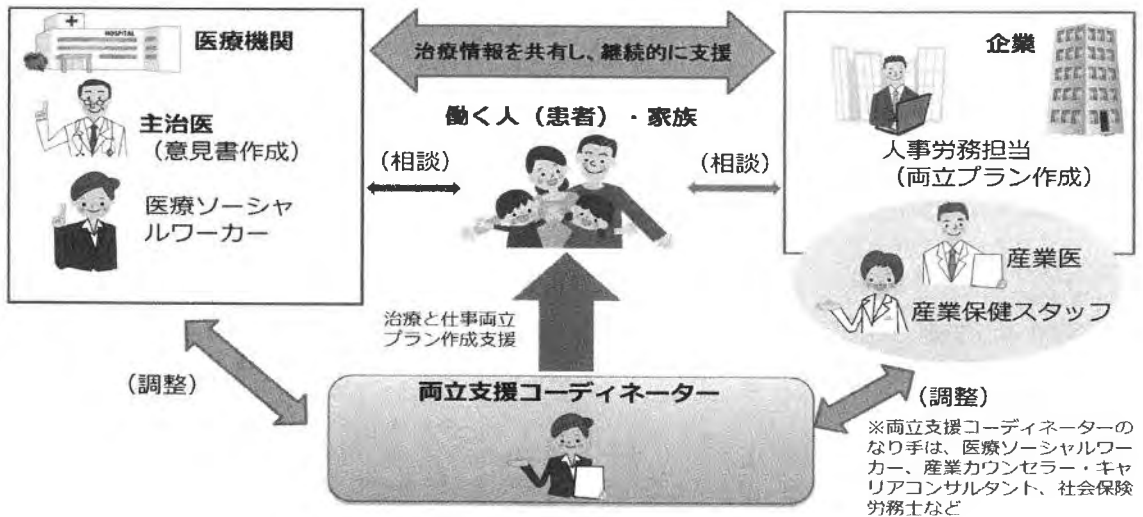 HOSPITAL
医療機関
治療情報を共有し、継続的に支援
企業
主治医
（意見書作成）
医療ソーシャ
ルワーカー
（相談）
働く人（患者）・家族
（相談）
人事労務担当
（両立プラン作成）
産業医
産業保健スタッフ
治療と仕事両立
プラン作成支援
（調整）
両立支援コーディネーター
（調整）
※両立支援コーディネーターの
なり手は、医療ソーシャルワー
カー、産業カウンセラー・キャ
リアコンサルタント、社会保険
労務士など